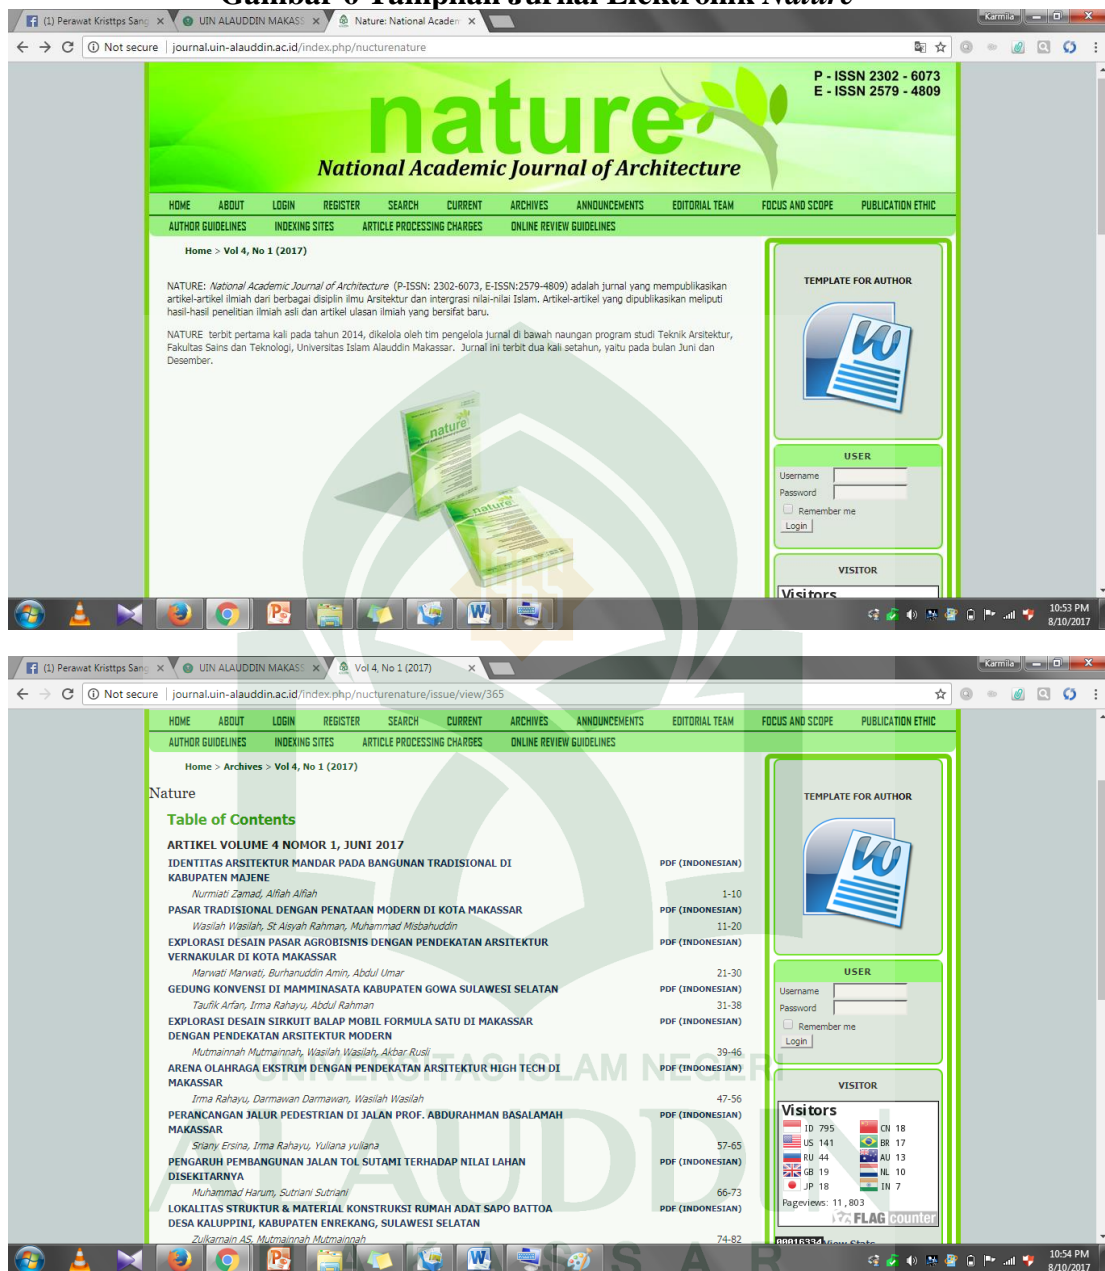 Gambar 6 Tampilan Jurnal Elektronik Nature
(1) Perawat Kristtps Sang
UIN ALAUDDIN MAKASS
Nature: National Academ
Karmila
Not secure | journal.uin-alauddin.ac.id/index.php/nucturenature
P - ISSN 2302 - 6073
E - ISSN 2579 - 4809
nature
National Academic Journal of Architecture
HOME ABOUT LOGIN REGISTER SEARCH CURRENT ARCHIVES ANNOUNCEMENTS EDITORIAL TEAM FOCUS AND SCOPE PUBLICATION ETHIC
AUTHOR GUIDELINES INDEXING SITES ARTICLE PROCESSING CHARGES ONLINE REVIEW GUIDELINES
Home > Vol 4, No 1 (2017)
NATURE: National Academic Journal of Architecture (P-ISSN: 2302-6073, E-ISSN:2579-4809) adalah jurnal yang mempublikasikan
artikel-artikel ilmiah dari berbagai disiplin ilmu Arsitektur dan intergrasi nilai-nilai Islam. Artikel-artikel yang dipublikasikan meliputi
hasil-hasil penelitian ilmiah asli dan artikel ulasan ilmiah yang bersifat baru.
NATURE terbit pertama kali pada tahun 2014, dikelola oleh tim pengelola jurnal di bawah naungan program studi Teknik Arsitektur,
Fakultas Sains dan Teknologi, Universitas Islam Alauddin Makassar. Jurnal ini terbit dua kali setahun, yaitu pada bulan Juni dan
Desember.
nature
nature
TEMPLATE FOR AUTHOR
W
USER
Username
Password
Remember me
Login
VISITOR
Visitors
1965
10:53 PM
8/10/2017
(1) Perawat Kristtps Sang
UIN ALAUDDIN MAKASS
Vol 4, No 1 (2017)
Karmila
Not secure | journal.uin-alauddin.ac.id/index.php/nucturenature/issue/view/365
HOME ABOUT LOGIN REGISTER SEARCH CURRENT ARCHIVES ANNOUNCEMENTS EDITORIAL TEAM FOCUS AND SCOPE PUBLICATION ETHIC
AUTHOR GUIDELINES INDEXING SITES ARTICLE PROCESSING CHARGES ONLINE REVIEW GUIDELINES
Home > Archives > Vol 4, No 1 (2017)
Nature
Table of Contents
ARTIKEL VOLUME 4 NOMOR 1, JUNI 2017
IDENTITAS ARSITEKTUR MANDAR PADA BANGUNAN TRADISIONAL DI PDF (INDONESIAN)
KABUPATEN MAJENE
Nurmiati Zamad, Alfiah Alfiah 1-10
PASAR TRADISIONAL DENGAN PENATAAN MODERN DI KOTA MAKASSAR PDF (INDONESIAN)
Wasilah Wasilah, St Aisyah Rahman, Muhammad Misbahuddin 11-20
EXPLORASI DESAIN PASAR AGROBISNIS DENGAN PENDEKATAN ARSITEKTUR PDF (INDONESIAN)
VERNAKULAR DI KOTA MAKASSAR
Marwati Marwati, Burhanuddin Amin, Abdul Umar 21-30
GEDUNG KONVENSI DI MAMMINASATA KABUPATEN GOWA SULAWESI SELATAN PDF (INDONESIAN)
Taufik Arfan, Irma Rahayu, Abdul Rahman 31-38
EXPLORASI DESAIN SIRKUIT BALAP MOBIL FORMULA SATU DI MAKASSAR PDF (INDONESIAN)
DENGAN PENDEKATAN ARSITEKTUR MODERN
Mutmainnah Mutmainnah, Wasilah Wasilah, Akbar Rusli 39-46
ARENA OLAHRAGA EKSTRIM DENGAN PENDEKATAN ARSITEKTUR HIGH TECH DI PDF (INDONESIAN)
MAKASSAR
Irma Rahayu, Darmawan Darmawan, Wasilah Wasilah 47-56
PERANCANGAN JALUR PEDESTRIAN DI JALAN PROF. ABDURAHMAN BASALAMAH PDF (INDONESIAN)
MAKASSAR
Sriany Ersina, Irma Rahayu, Yuliana yuliana 57-65
PENGARUH PEMBANGUNAN JALAN TOL SUTAMI TERHADAP NILAI LAHAN PDF (INDONESIAN)
DISEKITARNYA
Muhammad Harum, Sutriani Sutriani 66-73
LOKALITAS STRUKTUR & MATERIAL KONSTRUKSI RUMAH ADAT SAPO BATTOA PDF (INDONESIAN)
DESA KALUPPINI, KABUPATEN ENREKANG, SULAWESI SELATAN
Zulkarnain AS, Mutmainnah Mutmainnah 74-82
TEMPLATE FOR AUTHOR
W
USER
Username
Password
Remember me
Login
VISITOR
Visitors
ID 795 CN 18
US 141 BR 17
RU 44 AU 13
GB 19 NL 10
JP 18 IN 7
Pageviews: 11,803
FLAG counter
00016334 View Stats
UNIVERSITAS ISLAM NEGERI
ALAUDDIN
MAKASSAR
10:54 PM
8/10/2017